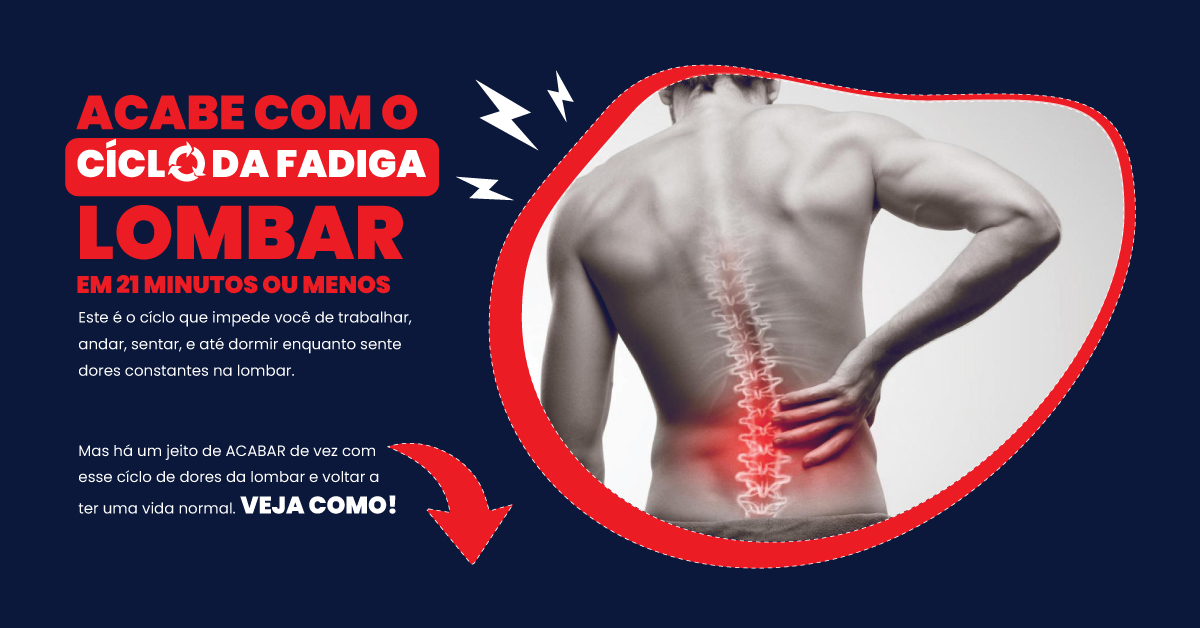 ACABE COM O
CÍCLO DA FADIGA
LOMBAR
EM 21 MINUTOS OU MENOS
Este é o cíclo que impede você de trabalhar,
andar, sentar, e até dormir enquanto sente
dores constantes na lombar.
Mas há um jeito de ACABAR de vez com
esse cíclo de dores da lombar e voltar a
ter uma vida normal. VEJA COMO!